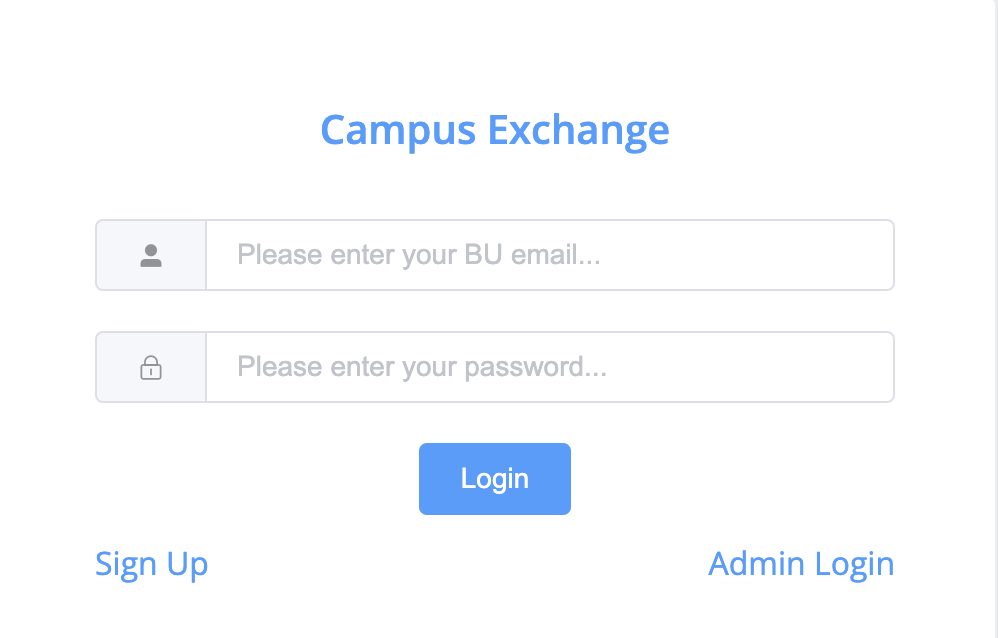 Campus Exchange
Please enter your BU email...
Please enter your password...
Login
Sign Up
Admin Login